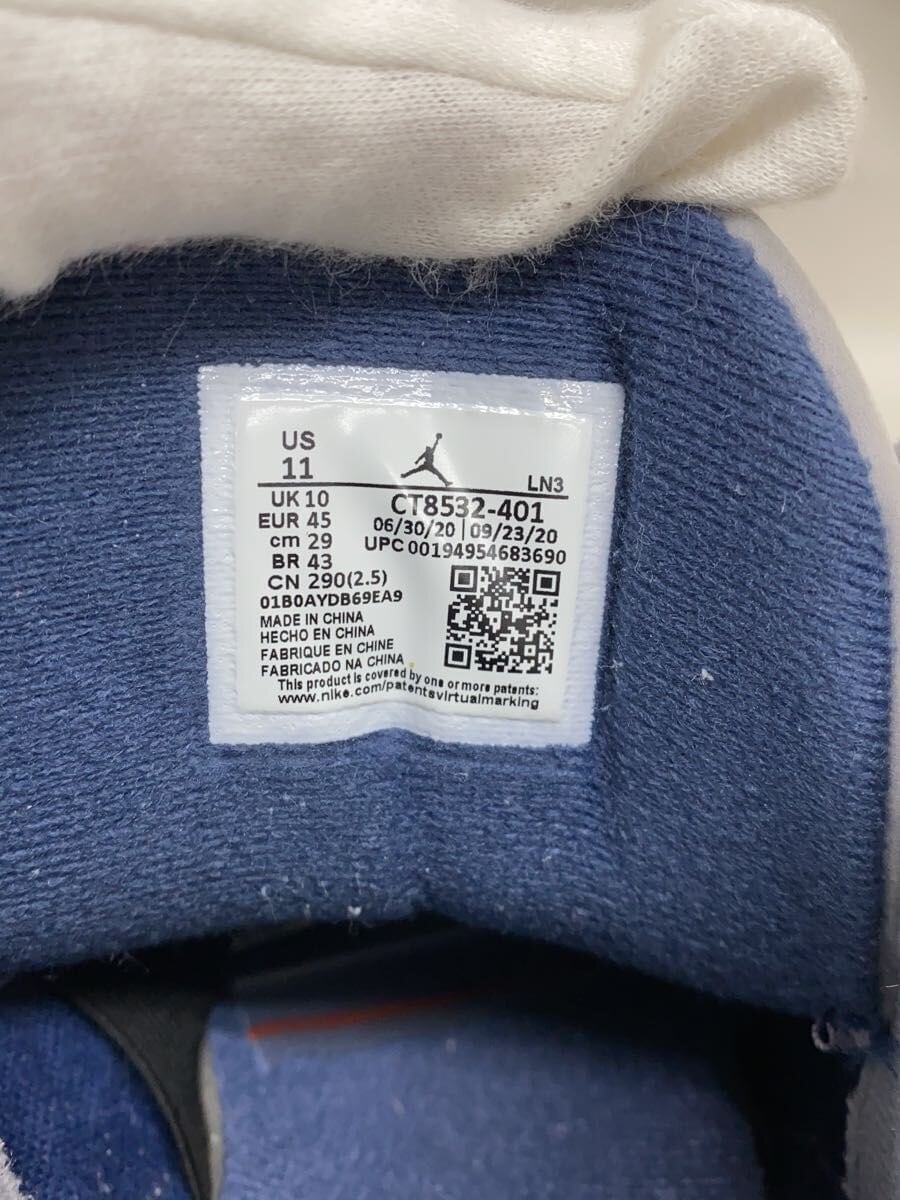 US
11
LN3
UK 10
EUR 45
cm 29
BR 43
CN 290(2.5)
CT8532-401
06/30/20 | 09/23/20
UPC 00194954683690
01B0AYDB69EA9
MADE IN CHINA
HECHO EN CHINA
FABRIQUE EN CHINE
FABRICADO NA CHINA
This product is covered by one or more patents:
www.nike.com/patentsvirtualmarking